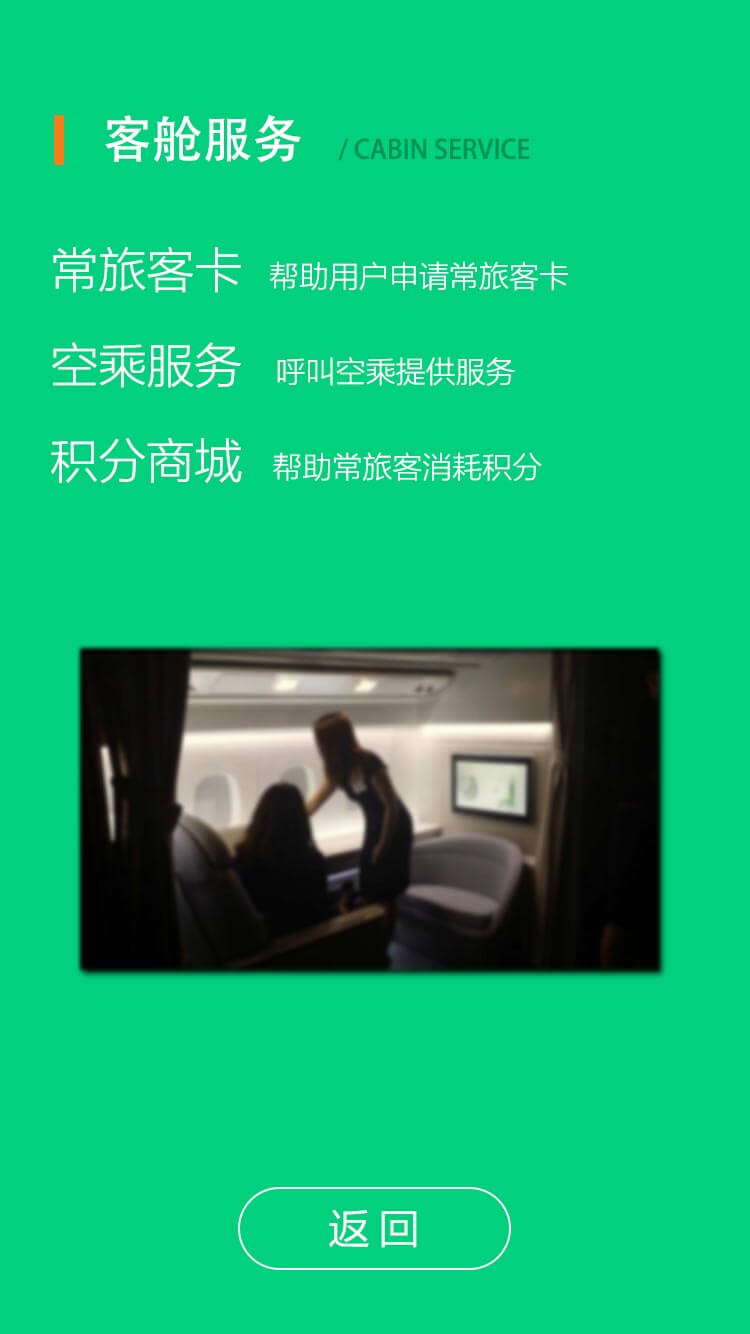 客舱服务 / CABIN SERVICE
常旅客卡 帮助用户申请常旅客卡
空乘服务 呼叫空乘提供服务
积分商城 帮助常旅客消耗积分
返回